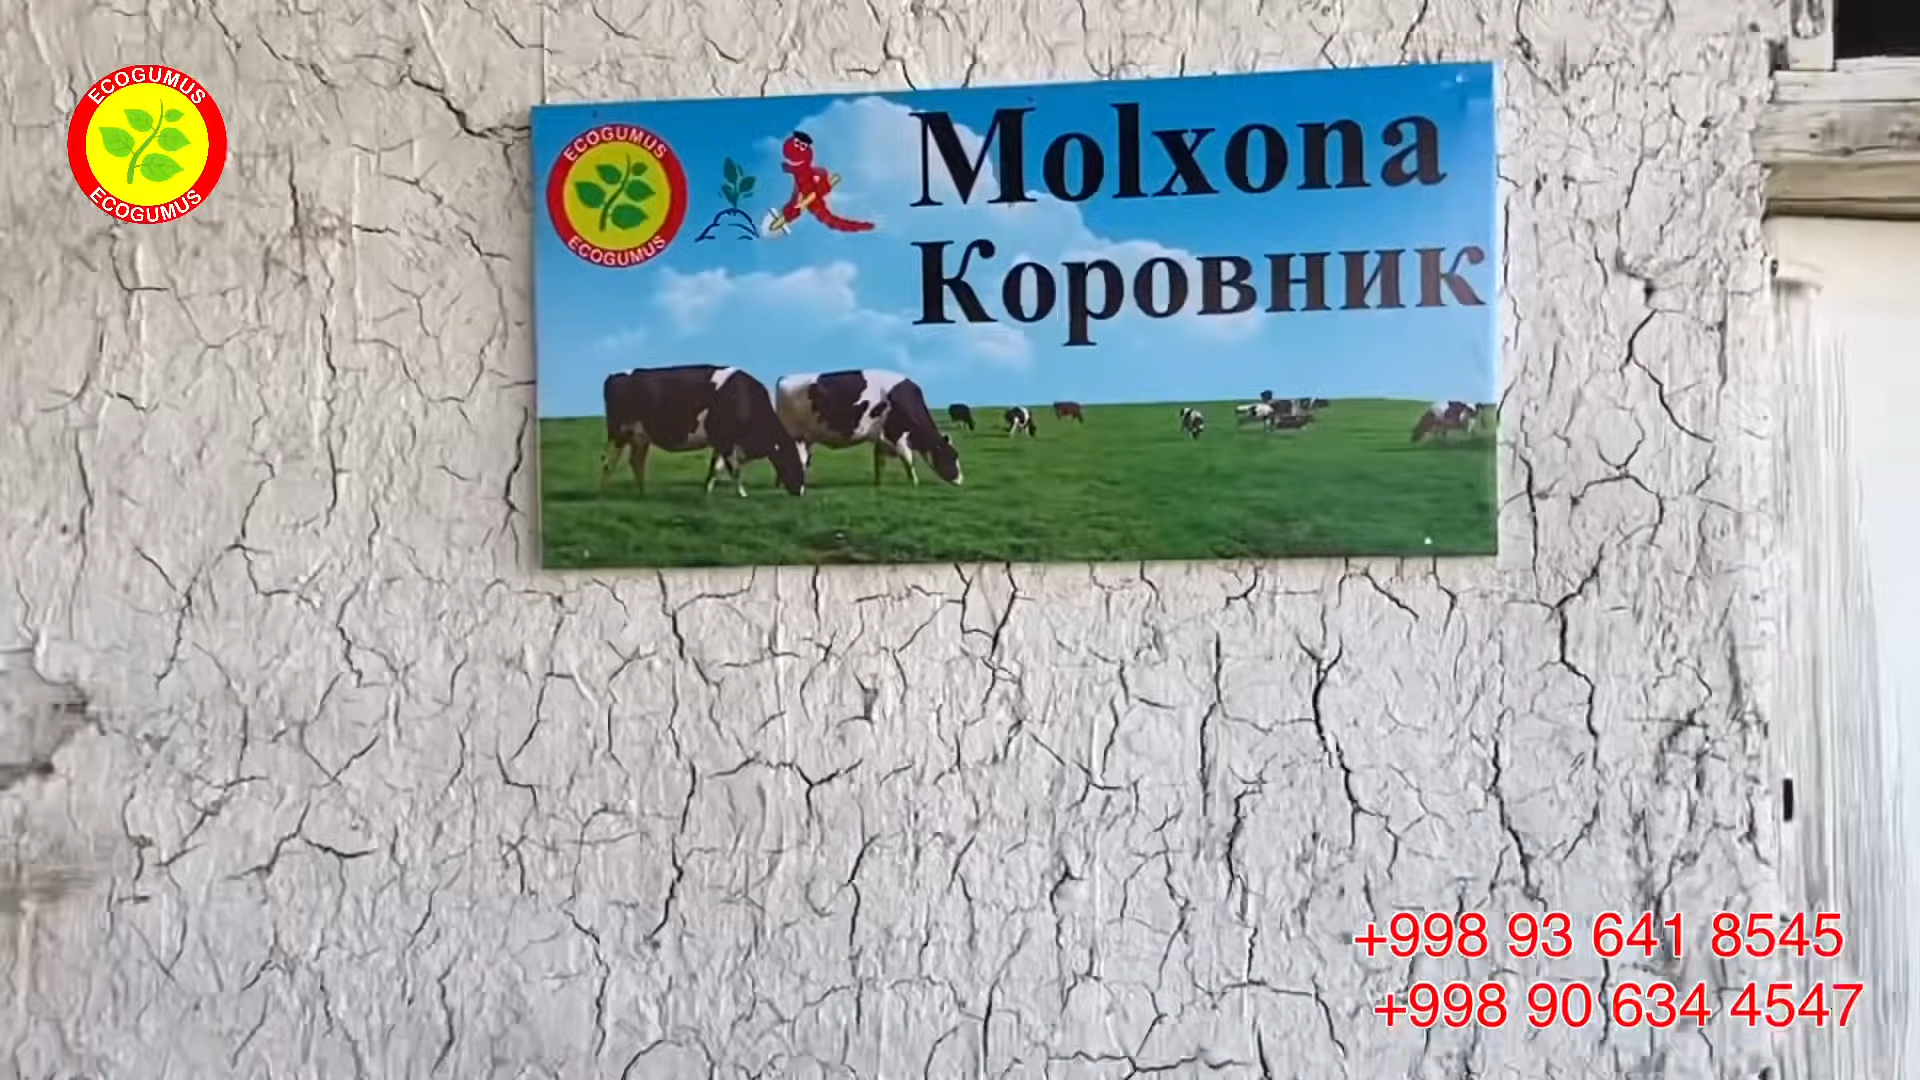 ECOGUMUS
ECOGUMUS
ECOGUMUS
ECOGUMUS
Molxona
Коровник
+998 93 641 8545
+998 90 634 4547